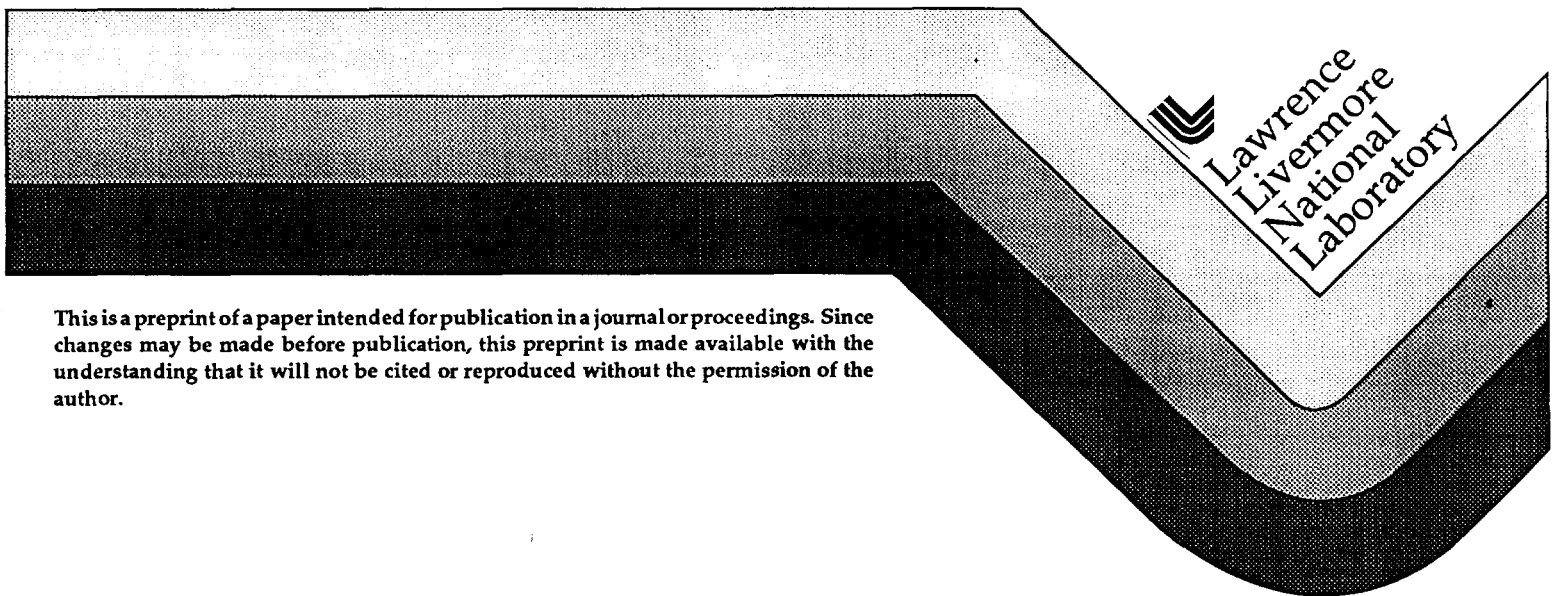 Lawrence
Livermore
National
Laboratory
This is a preprint of a paper intended for publication in a journal or proceedings. Since
changes may be made before publication, this preprint is made available with the
understanding that it will not be cited or reproduced without the permission of the
author.